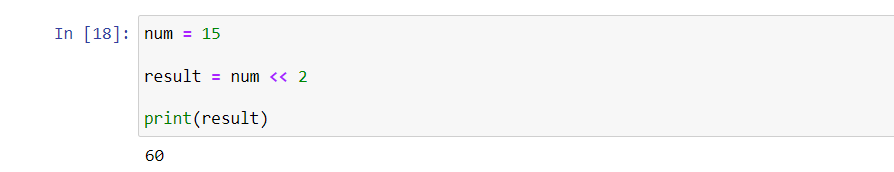 In [18]: num = 15
result = num << 2
print(result)
60